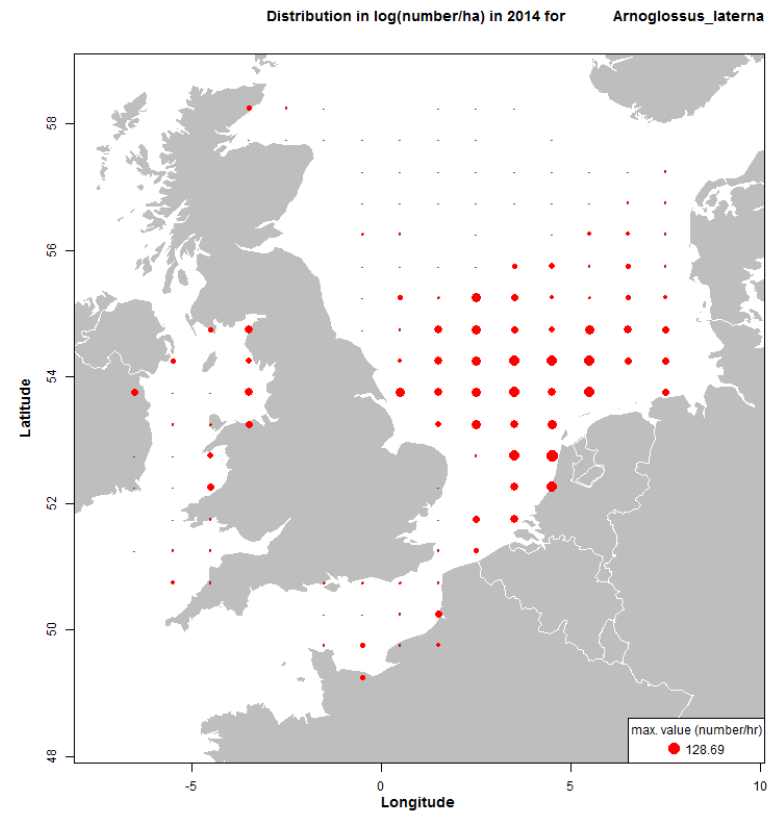 Distribution in log(number/ha) in 2014 for Arnoglossus_laterna
58
56
54
52
50
48
Latitude
max. value (number/hr)
128.69
-5 0 5 10
Longitude